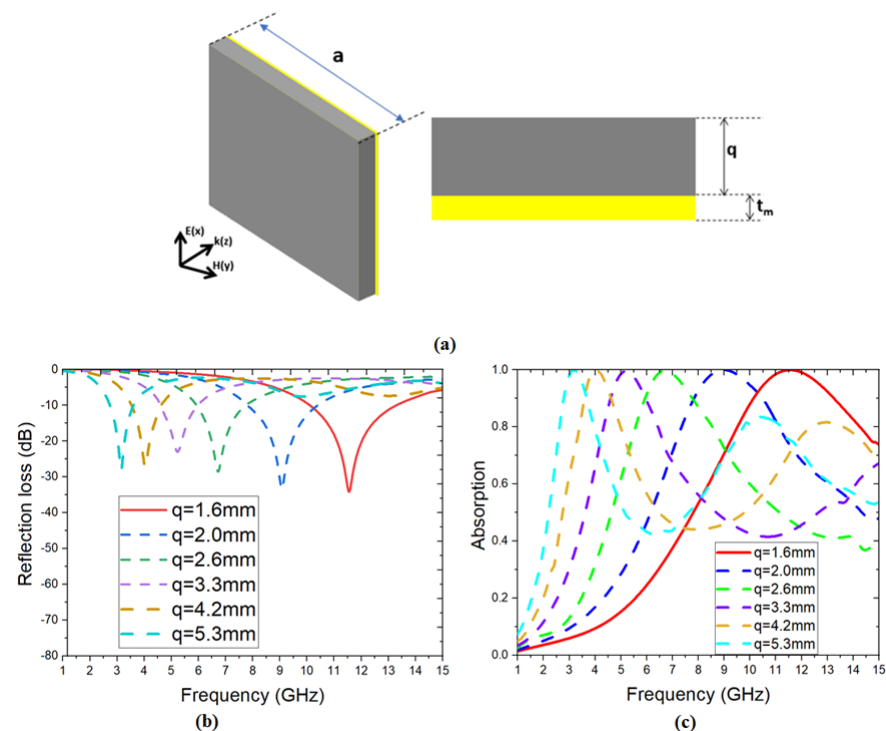 a
q
tm
E(x)
k(z)
H(y)
(a)
0
-10
-20
-30
-40
-50
-60
-70
-80
Reflection loss (dB)
q=1.6mm
q=2.0mm
q=2.6mm
q=3.3mm
q=4.2mm
q=5.3mm
1 2 3 4 5 6 7 8 9 10 11 12 13 14 15
Frequency (GHz)
(b)
1.0
0.8
0.6
0.4
0.2
0.0
Absorption
q=1.6mm
q=2.0mm
q=2.6mm
q=3.3mm
q=4.2mm
q=5.3mm
1 2 3 4 5 6 7 8 9 10 11 12 13 14 15
Frequency (GHz)
(c)